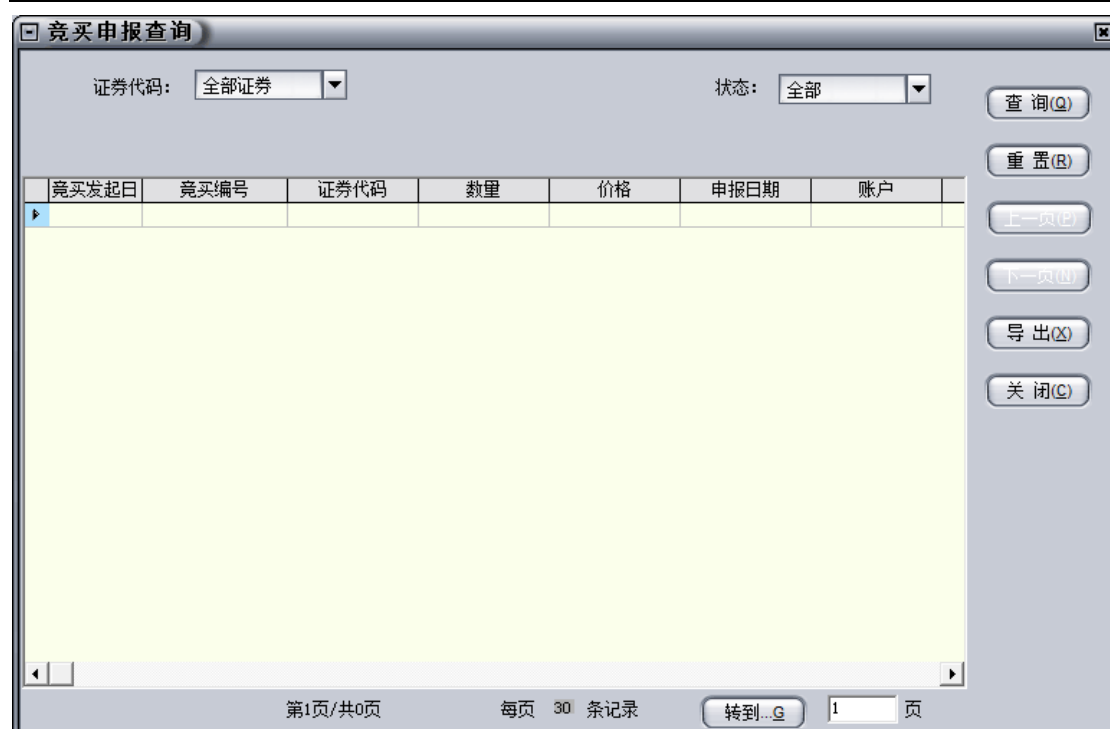 竞买申报查询
证券代码： 全部证券 状态： 全部
查 询(Q)
重 置(R)
竞买发起日 竞买编号 证券代码 数量 价格 申报日期 账户
上一页(P)
下一页(N)
导 出(X)
关 闭(C)
第1页/共0页 每页 30 条记录 转到...G 1 页